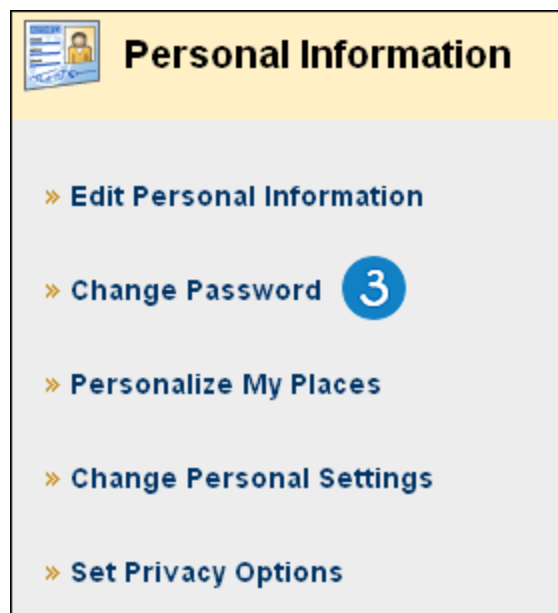 Personal Information
» Edit Personal Information
» Change Password 3
» Personalize My Places
» Change Personal Settings
» Set Privacy Options